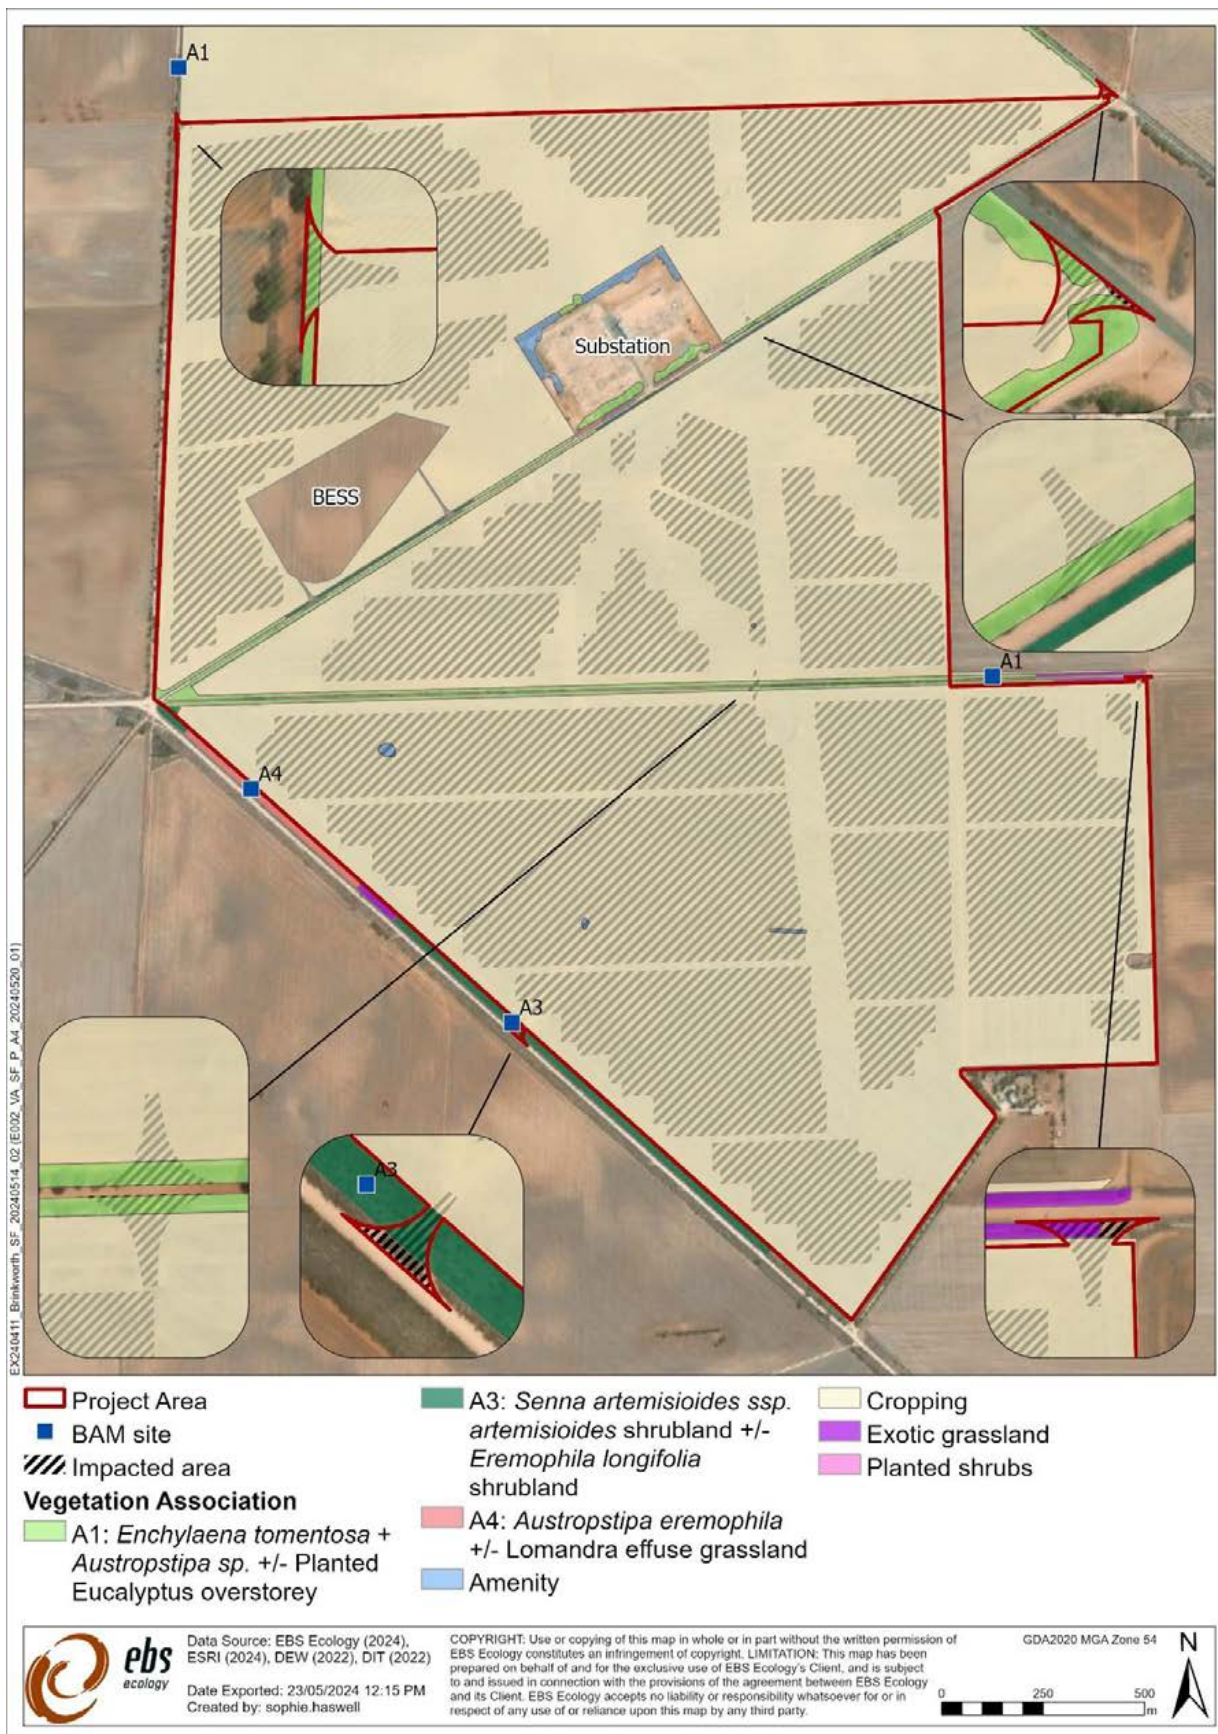 A1
Substation
BESS
A1
A4
A3
A3
EX240411_Brinkworth_SF_20240514_02 (E002_VA_SF_P_A4_20240520_01)
Project Area
BAM site
Impacted area
Vegetation Association
A1: Enchylaena tomentosa +
Austropstipa sp. +/- Planted
Eucalyptus overstorey
A3: Senna artemisioides ssp.
artemisioides shrubland +/-
Eremophila longifolia
shrubland
A4: Austropstipa eremophila
+/- Lomandra effuse grassland
Amenity
Cropping
Exotic grassland
Planted shrubs
ebs
ecology
Data Source: EBS Ecology (2024),
ESRI (2024), DEW (2022), DIT (2022)
Date Exported: 23/05/2024 12:15 PM
Created by: sophie.haswell
COPYRIGHT: Use or copying of this map in whole or in part without the written permission of
EBS Ecology constitutes an infringement of copyright. LIMITATION: This map has been
prepared on behalf of and for the exclusive use of EBS Ecology's Client, and is subject
to and issued in connection with the provisions of the agreement between EBS Ecology
and its Client. EBS Ecology accepts no liability or responsibility whatsoever for or in
respect of any use of or reliance upon this map by any third party.
GDA2020 MGA Zone 54
N
0 250 500
m